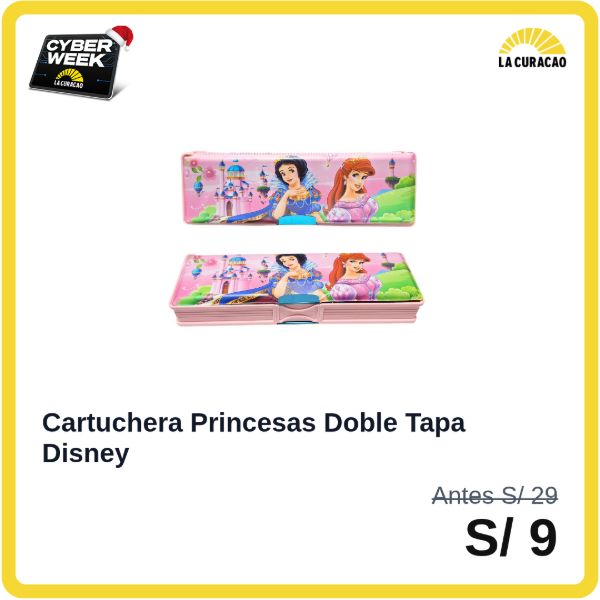 CYBER
WEEK
LA CURACAO
LA CURACAO
Cartuchera Princesas Doble Tapa
Disney
Antes S/ 29
S/ 9